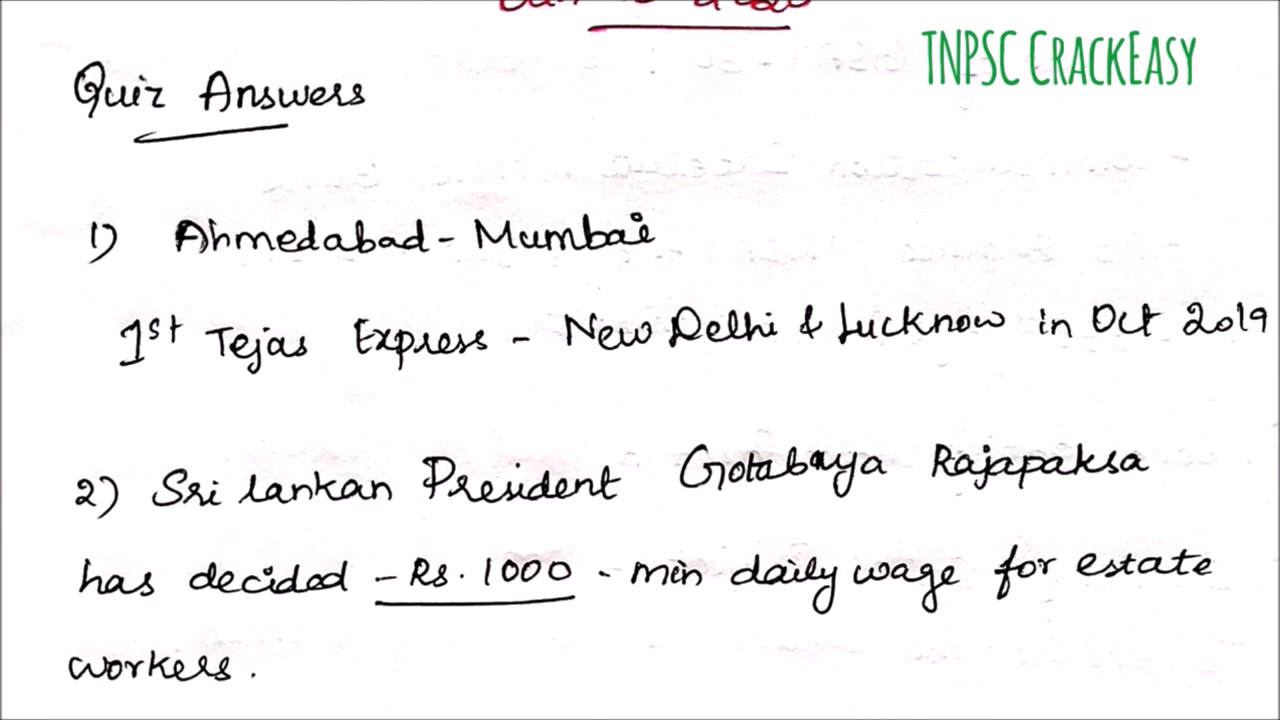 TNPSC CrackEasy
Quiz Answers
1) Ahmedabad - Mumbai
1st Tejas Express - New Delhi & Lucknow in Oct 2019
2) Sri lankan President Gotabaya Rajapaksa
has decided - Rs. 1000 - min daily wage for estate
workers.